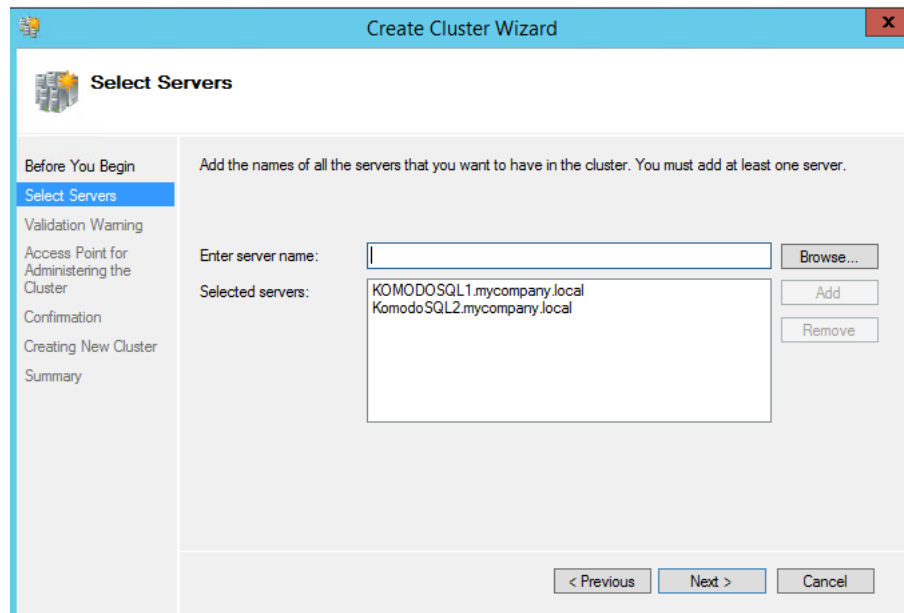 Create Cluster Wizard
x
Select Servers
Before You Begin
Select Servers
Validation Warning
Access Point for
Administering the
Cluster
Confirmation
Creating New Cluster
Summary
Add the names of all the servers that you want to have in the cluster. You must add at least one server.
Enter server name:
Browse...
Selected servers:
KOMODOSQL1.mycompany.local
KomodoSQL2.mycompany.local
Add
Remove
< Previous
Next >
Cancel